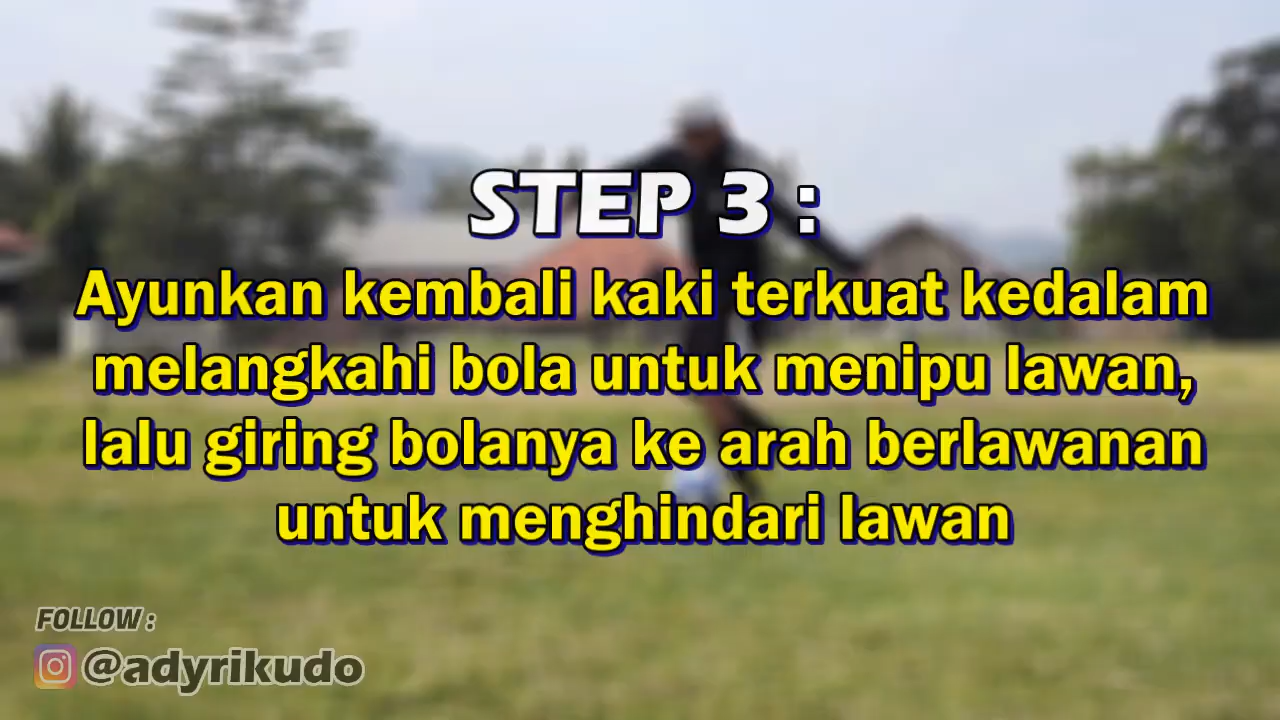 STEP 3 :
Ayunkan kembali kaki terkuat kedalam
melangkahi bola untuk menipu lawan,
lalu giring bolanya ke arah berlawanan
untuk menghindari lawan
FOLLOW :
@adyrikudo